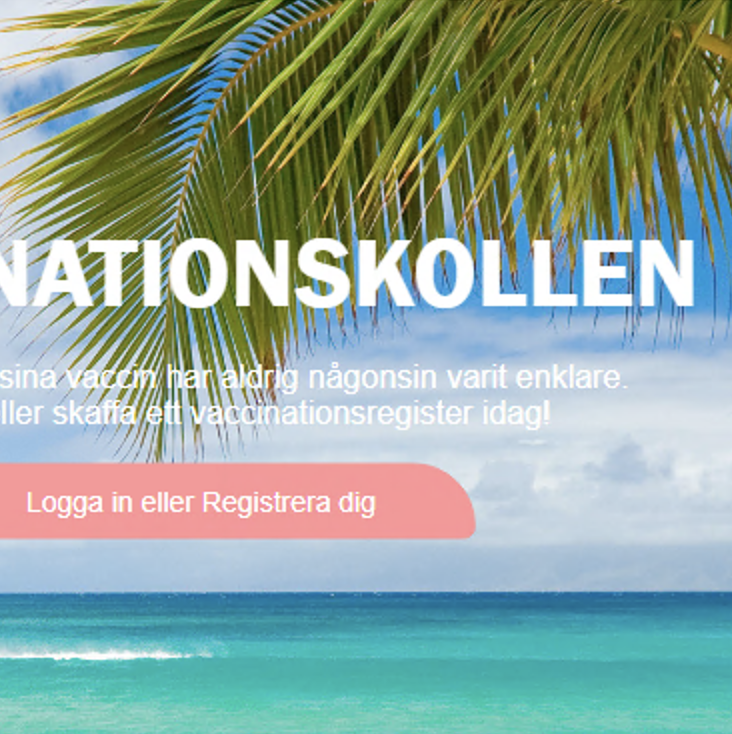 NATIONSKOLLEN
sina vaccin har aldrig någonsin varit enklare.
ller skaffa ett vaccinationsregister idag!
Logga in eller Registrera dig